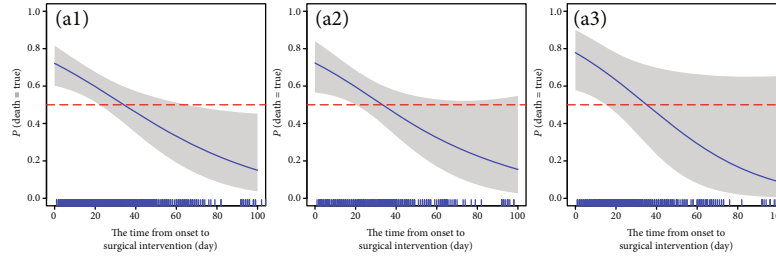 (a1)
1.0
0.8
0.6
0.4
0.2
0.0
P (death = true)
0 20 40 60 80 100
The time from onset to
surgical intervention (day)
(a2)
1.0
0.8
0.6
0.4
0.2
0.0
P (death = true)
0 20 40 60 80 100
The time from onset to
surgical intervention (day)
(a3)
1.0
0.8
0.6
0.4
0.2
0.0
P (death = true)
0 20 40 60 80 100
The time from onset to
surgical intervention (day)